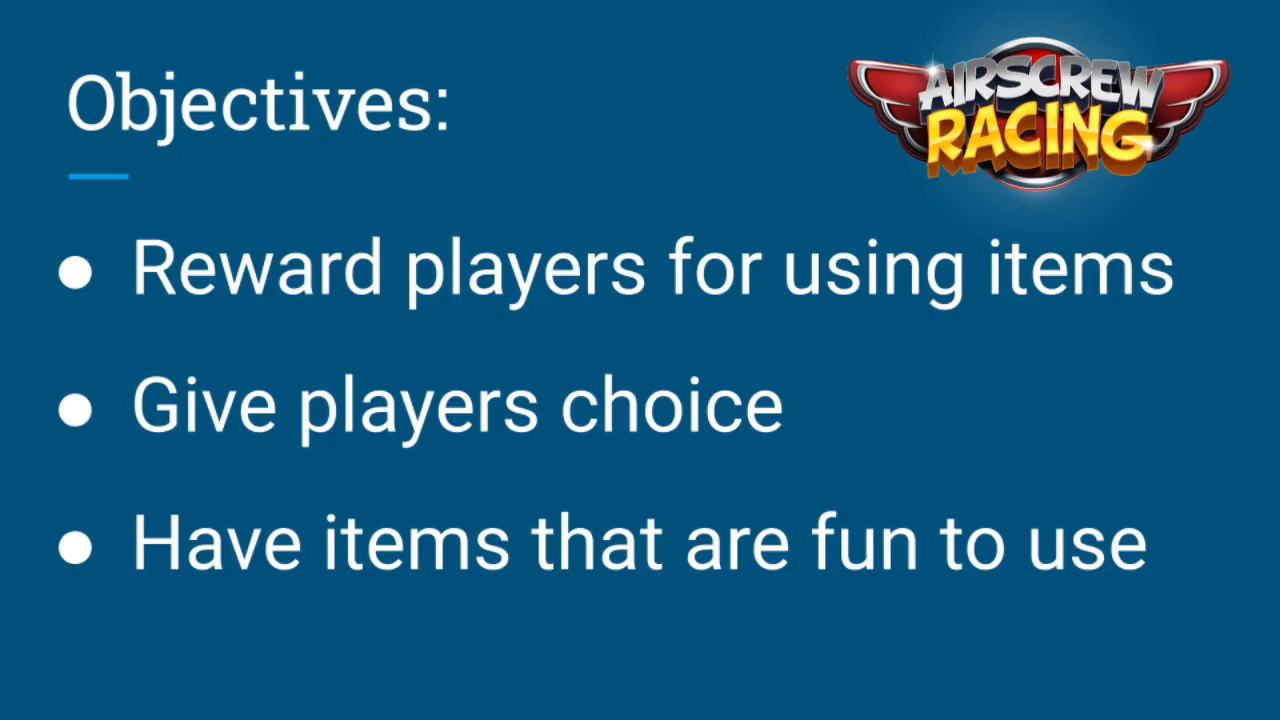 Objectives:
AIRSCREW
RACING
● Reward players for using items
● Give players choice
● Have items that are fun to use